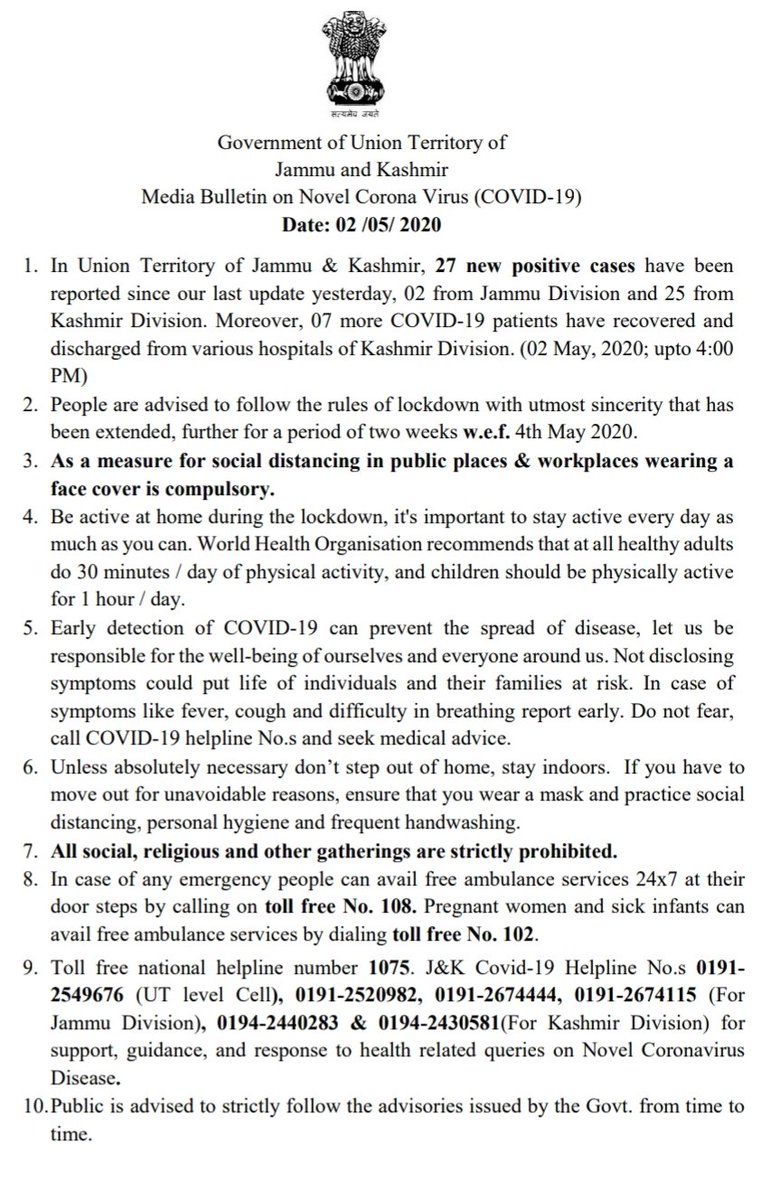 सत्यमेव जयते
Government of Union Territory of
Jammu and Kashmir
Media Bulletin on Novel Corona Virus (COVID-19)
Date: 02 /05/ 2020
1. In Union Territory of Jammu & Kashmir, 27 new positive cases have been
reported since our last update yesterday, 02 from Jammu Division and 25 from
Kashmir Division. Moreover, 07 more COVID-19 patients have recovered and
discharged from various hospitals of Kashmir Division. (02 May, 2020; upto 4:00
PM)
2. People are advised to follow the rules of lockdown with utmost sincerity that has
been extended, further for a period of two weeks w.e.f. 4th May 2020.
3. As a measure for social distancing in public places & workplaces wearing a
face cover is compulsory.
4. Be active at home during the lockdown, it's important to stay active every day as
much as you can. World Health Organisation recommends that at all healthy adults
do 30 minutes / day of physical activity, and children should be physically active
for 1 hour / day.
5. Early detection of COVID-19 can prevent the spread of disease, let us be
responsible for the well-being of ourselves and everyone around us. Not disclosing
symptoms could put life of individuals and their families at risk. In case of
symptoms like fever, cough and difficulty in breathing report early. Do not fear,
call COVID-19 helpline No.s and seek medical advice.
6. Unless absolutely necessary don’t step out of home, stay indoors.  If you have to
move out for unavoidable reasons, ensure that you wear a mask and practice social
distancing, personal hygiene and frequent handwashing.
7. All social, religious and other gatherings are strictly prohibited.
8. In case of any emergency people can avail free ambulance services 24x7 at their
door steps by calling on toll free No. 108. Pregnant women and sick infants can
avail free ambulance services by dialing toll free No. 102.
9. Toll free national helpline number 1075. J&K Covid-19 Helpline No.s 0191-
2549676 (UT level Cell), 0191-2520982, 0191-2674444, 0191-2674115 (For
Jammu Division), 0194-2440283 & 0194-2430581(For Kashmir Division) for
support, guidance, and response to health related queries on Novel Coronavirus
Disease.
10.Public is advised to strictly follow the advisories issued by the Govt. from time to
time.